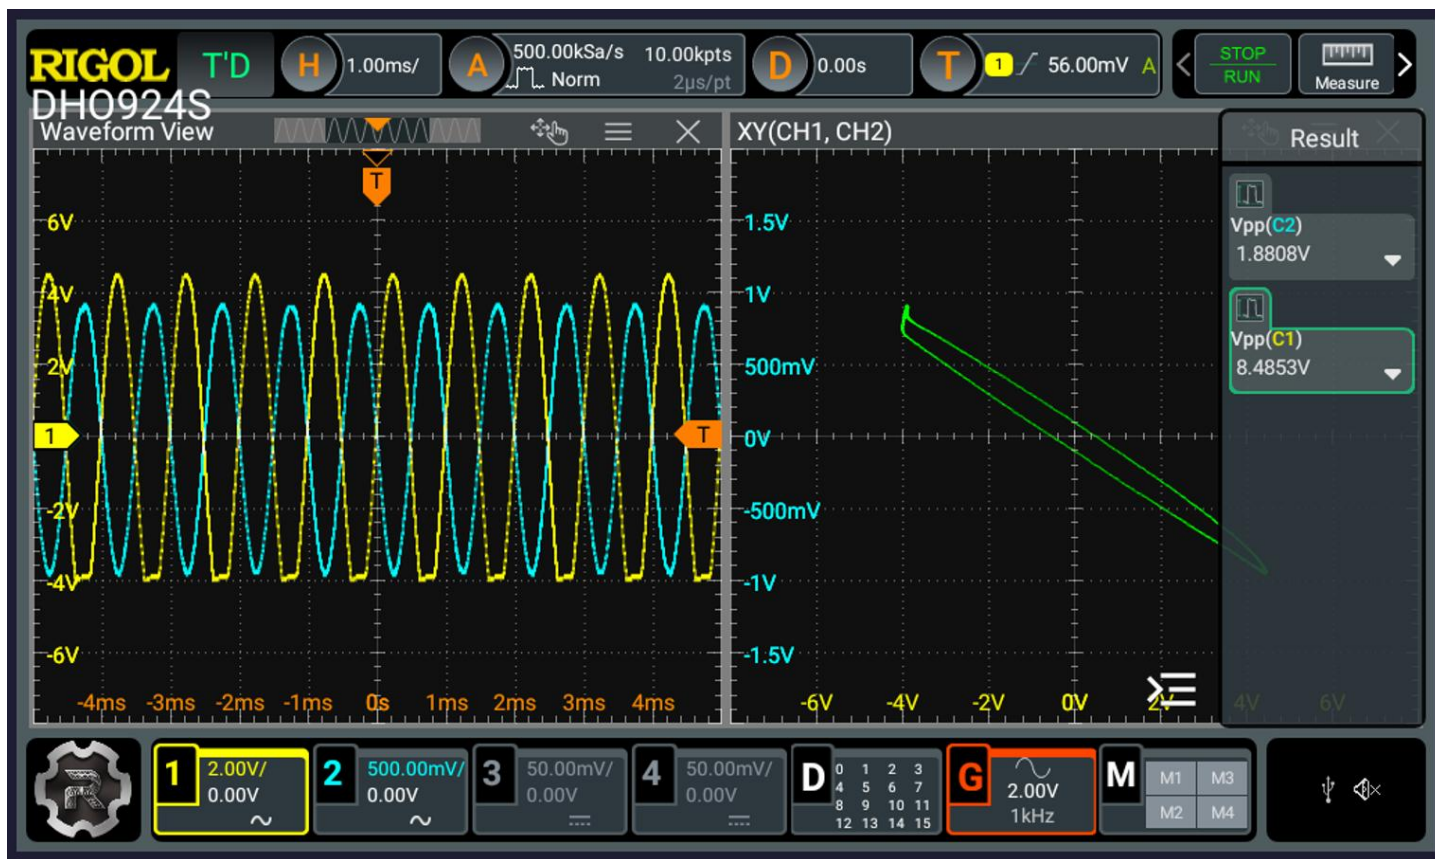 RIGOL T'D H 1.00ms/ A 500.00kSa/s 10.00kpts D 0.00s T 1 56.00mV A < STOP >
Norm 2µs/pt RUN Measure
DHO924S
Waveform View XY(CH1, CH2) Result
T
6V 1.5V
Vpp(C2)
1.8808V
4V 1V
Vpp(C1)
2V 500mV 8.4853V
1 T 0V
-2V -500mV
-4V -1V
-6V -1.5V
-4ms -3ms -2ms -1ms 0s 1ms 2ms 3ms 4ms -6V -4V -2V 0V 2V 4V 6V
R
1 2.00V/ 2 500.00mV/ 3 50.00mV/ 4 50.00mV/ D 0 1 2 3 G M M1 M3
0.00V 0.00V 0.00V 0.00V 4 5 6 7 2.00V
8 9 10 11 1kHz M2 M4
12 13 14 15